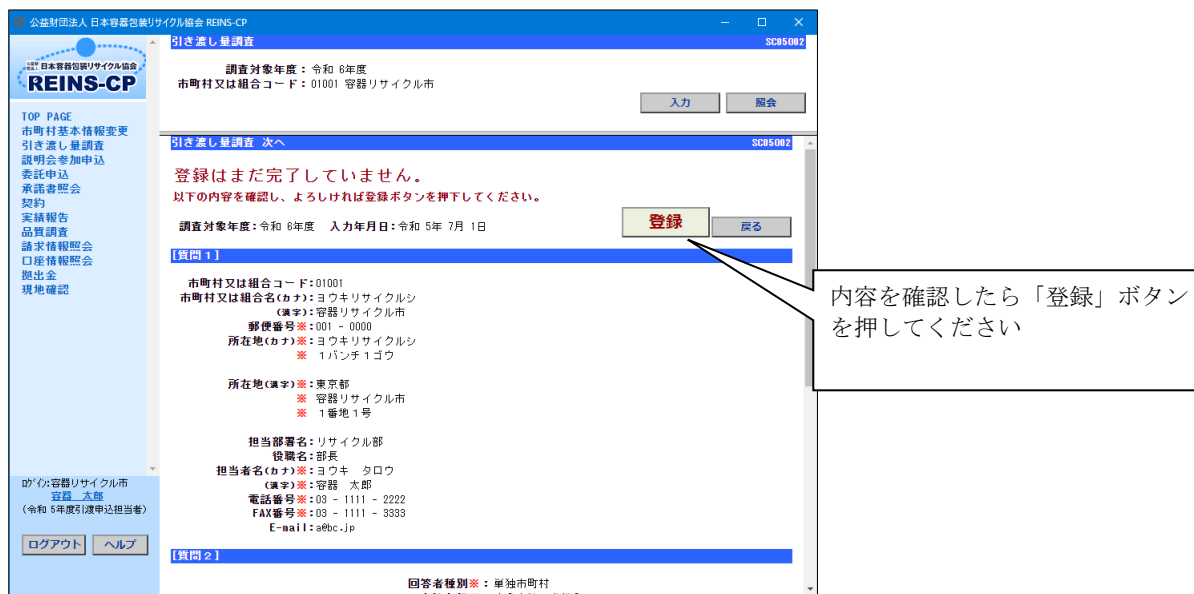 公益財団法人 日本容器包装リサイクル協会 REINS-CP
日本容器包装リサイクル協会
REINS-CP
TOP PAGE
市町村基本情報変更
引き渡し量調査
説明会参加申込
委託申込
承諾書照会
契約
実績報告
品質調査
請求情報照会
口座情報照会
拠出金
現地確認
ﾛｸﾞｲﾝ:容器リサイクル市
容器 太郎
(令和 5年度引渡申込担当者)
ログアウト ヘルプ
引き渡し量調査 SC05002
調査対象年度：令和 6年度
市町村又は組合コード：01001 容器リサイクル市
入力 照会
引き渡し量調査 次へ SC05002
登録はまだ完了していません。
以下の内容を確認し、よろしければ登録ボタンを押下してください。
調査対象年度:令和 6年度 入力年月日:令和 5年 7月 1日
登録 戻る
[質問１]
市町村又は組合コード:01001
市町村又は組合名(カナ):ヨウキリサイクルシ
(漢字):容器リサイクル市
郵便番号※:001 - 0000
所在地(カナ)※:ヨウキリサイクルシ
※ １バンチ１ゴウ
所在地(漢字)※:東京都
※ 容器リサイクル市
※ １番地１号
担当部署名:リサイクル部
役職名:部長
担当者名(カナ)※:ヨウキ タロウ
(漢字)※:容器 太郎
電話番号※:03 - 1111 - 2222
FAX番号※:03 - 1111 - 3333
E-mail:a@bc.jp
[質問２]
回答者種別※：単独市町村
内容を確認したら「登録」ボタン
を押してください